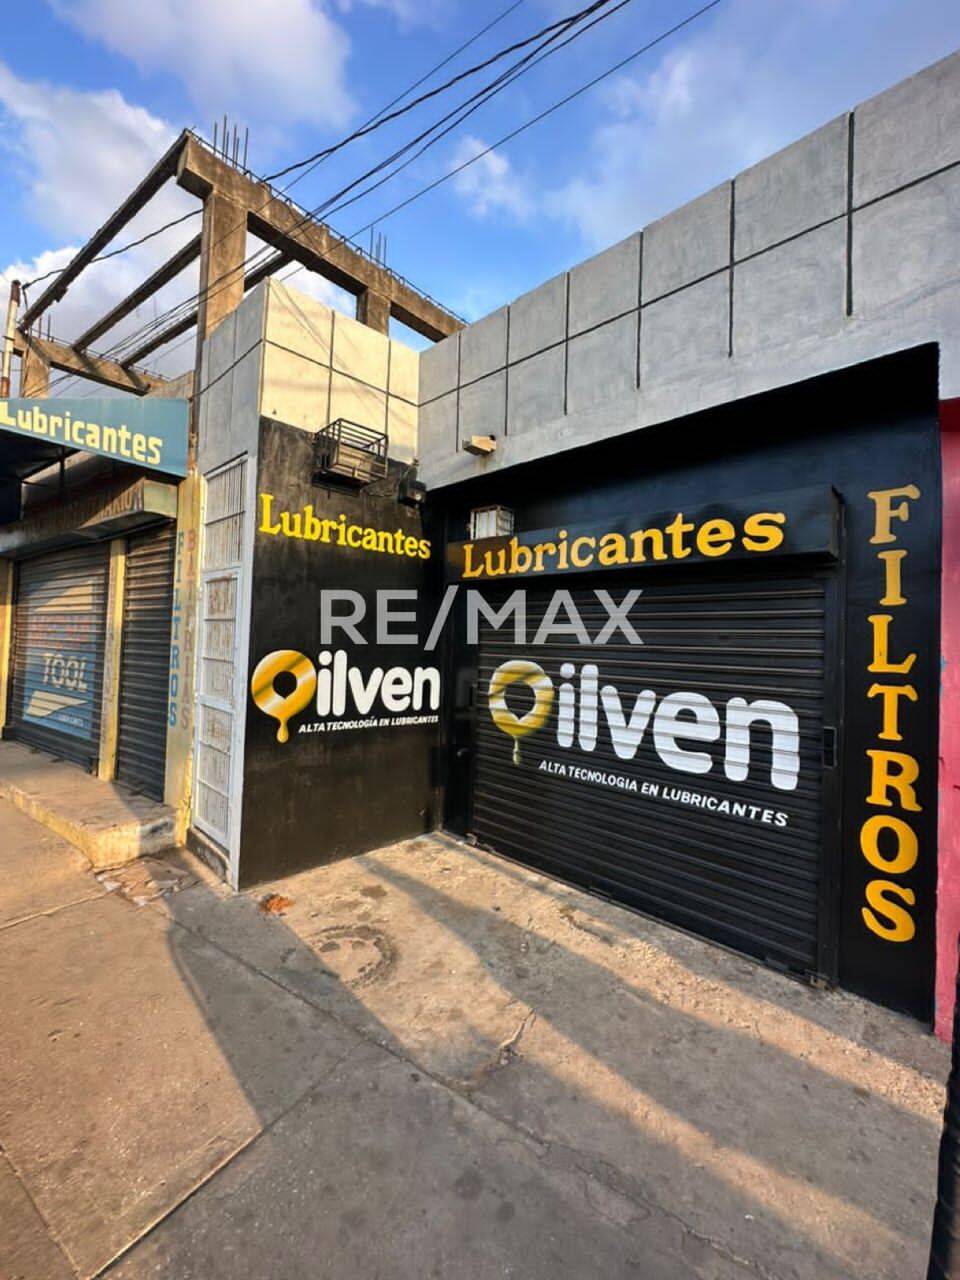 Lubricantes
TOOL
FILTROS
Lubricantes
Oilven
ALTA TECNOLOGÍA EN LUBRICANTES
RE/MAX
Lubricantes
Oilven
ALTA TECNOLOGIA EN LUBRICANTES
FILTROS